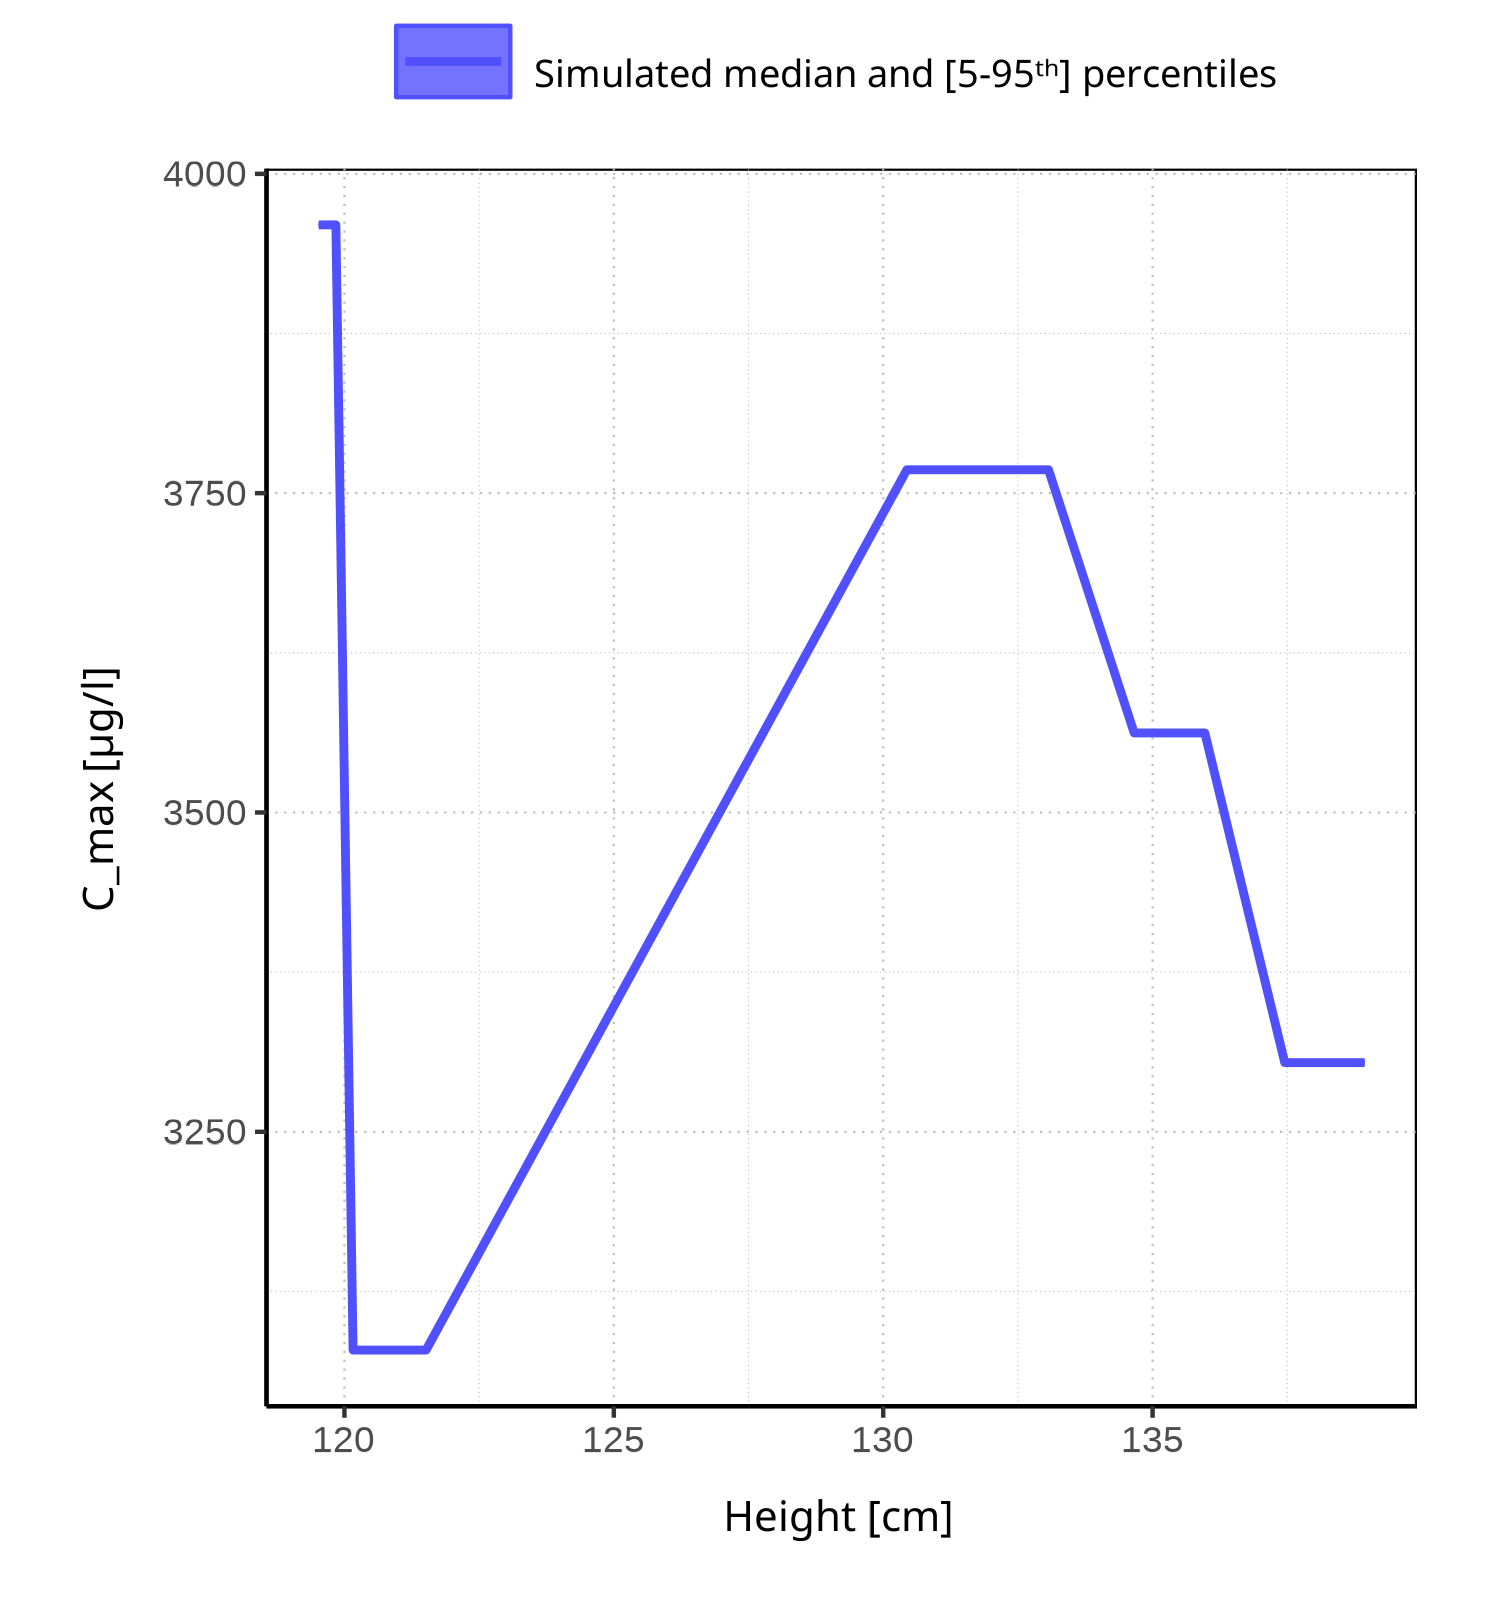 Simulated median and [5-95ᵗʰ] percentiles
4000
3750
3500
3250
C_max [µg/l]
120 125 130 135
Height [cm]